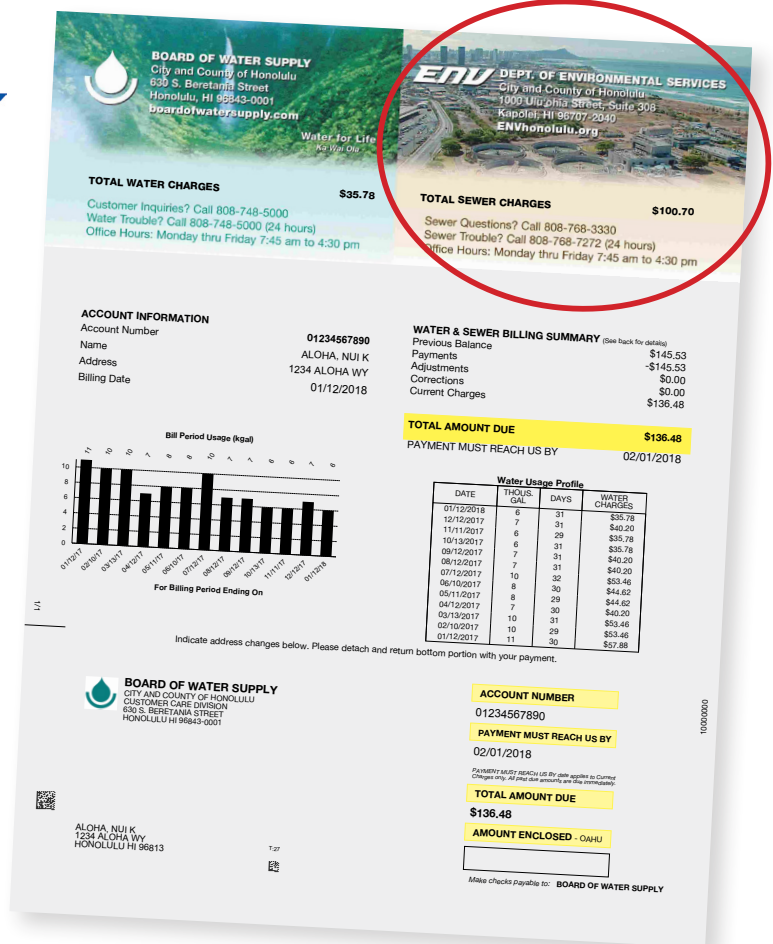 BOARD OF WATER SUPPLY
City and County of Honolulu
630 S. Beretania Street
Honolulu, HI 96843-0001
boardofwatersupply.com
Water for Life
Ka Wai Ola
TOTAL WATER CHARGES $35.78
Customer Inquiries? Call 808-748-5000
Water Trouble? Call 808-748-5000 (24 hours)
Office Hours: Monday thru Friday 7:45 am to 4:30 pm
ENV DEPT. OF ENVIRONMENTAL SERVICES
City and County of Honolulu
1000 Uluohia Street, Suite 308
Kapolei, HI 96707-2040
ENVhonolulu.org
TOTAL SEWER CHARGES $100.70
Sewer Questions? Call 808-768-3330
Sewer Trouble? Call 808-768-7272 (24 hours)
Office Hours: Monday thru Friday 7:45 am to 4:30 pm
ACCOUNT INFORMATION
Account Number 01234567890
Name ALOHA, NUI K
Address 1234 ALOHA WY
Billing Date 01/12/2018
WATER & SEWER BILLING SUMMARY (See back for details)
Previous Balance $145.53
Payments -$145.53
Adjustments $0.00
Corrections $0.00
Current Charges $136.48
TOTAL AMOUNT DUE $136.48
PAYMENT MUST REACH US BY 02/01/2018
Bill Period Usage (kgal)
11 10 10 7 8 8 10 7 7 6 6 7 6
10
8
6
4
2
0
01/12/17 02/10/17 03/13/17 04/12/17 05/11/17 06/10/17 07/12/17 08/12/17 09/12/17 10/13/17 11/11/17 12/12/17 01/12/18
For Billing Period Ending On
Water Usage Profile
DATE THOUS. GAL DAYS WATER CHARGES
01/12/2018 6 31 $35.78
12/12/2017 7 31 $40.20
11/11/2017 6 29 $35.78
10/13/2017 6 31 $35.78
09/12/2017 7 31 $40.20
08/12/2017 7 31 $40.20
07/12/2017 10 32 $53.46
06/10/2017 8 30 $44.62
05/11/2017 8 29 $44.62
04/12/2017 7 30 $40.20
03/13/2017 10 31 $53.46
02/10/2017 10 29 $53.46
01/12/2017 11 30 $57.88
1/1
Indicate address changes below. Please detach and return bottom portion with your payment.
BOARD OF WATER SUPPLY
CITY AND COUNTY OF HONOLULU
CUSTOMER CARE DIVISION
630 S. BERETANIA STREET
HONOLULU HI 96843-0001
ACCOUNT NUMBER
01234567890
PAYMENT MUST REACH US BY
02/01/2018
PAYMENT MUST REACH US BY date applies to Current
Charges only. All past due amounts are due immediately.
TOTAL AMOUNT DUE
$136.48
AMOUNT ENCLOSED - OAHU
Make checks payable to: BOARD OF WATER SUPPLY
10000000
ALOHA, NUI K
1234 ALOHA WY
HONOLULU HI 96813
T:27